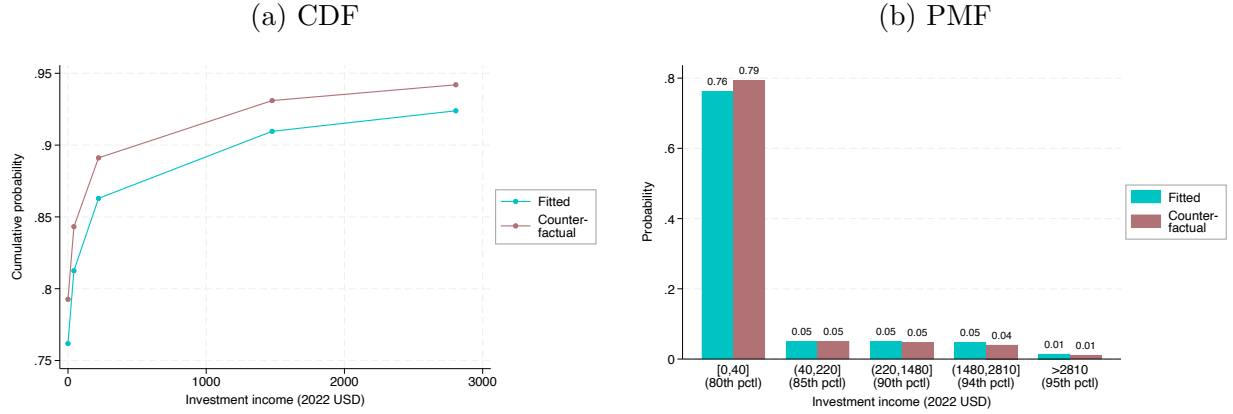 (a) CDF
.95
.9
.85
.8
.75
Cumulative probability
0
1000
2000
3000
Investment income (2022 USD)
Fitted
Counter-
factual
(b) PMF
.8
.6
.4
.2
0
Probability
0.76
0.79
0.05
0.05
0.05
0.05
0.05
0.04
0.01
0.01
[0,40]
(80th pctl)
(40,220]
(85th pctl)
(220,1480]
(90th pctl)
(1480,2810]
(94th pctl)
>2810
(95th pctl)
Investment income (2022 USD)
Fitted
Counter-
factual